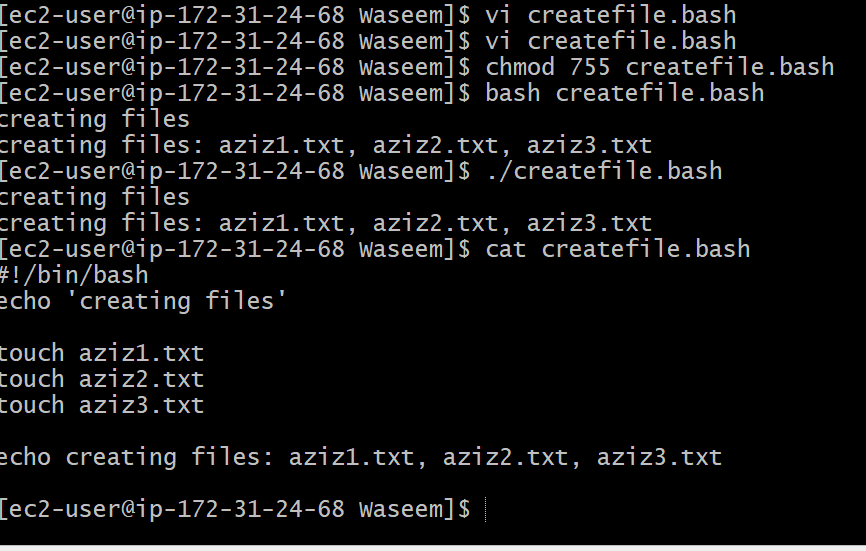 [ec2-user@ip-172-31-24-68 Waseem]$ vi createfile.bash
[ec2-user@ip-172-31-24-68 Waseem]$ vi createfile.bash
[ec2-user@ip-172-31-24-68 Waseem]$ chmod 755 createfile.bash
[ec2-user@ip-172-31-24-68 Waseem]$ bash createfile.bash
creating files
creating files: aziz1.txt, aziz2.txt, aziz3.txt
[ec2-user@ip-172-31-24-68 Waseem]$ ./createfile.bash
creating files
creating files: aziz1.txt, aziz2.txt, aziz3.txt
[ec2-user@ip-172-31-24-68 Waseem]$ cat createfile.bash
#!/bin/bash
echo 'creating files'
touch aziz1.txt
touch aziz2.txt
touch aziz3.txt
echo creating files: aziz1.txt, aziz2.txt, aziz3.txt
[ec2-user@ip-172-31-24-68 Waseem]$